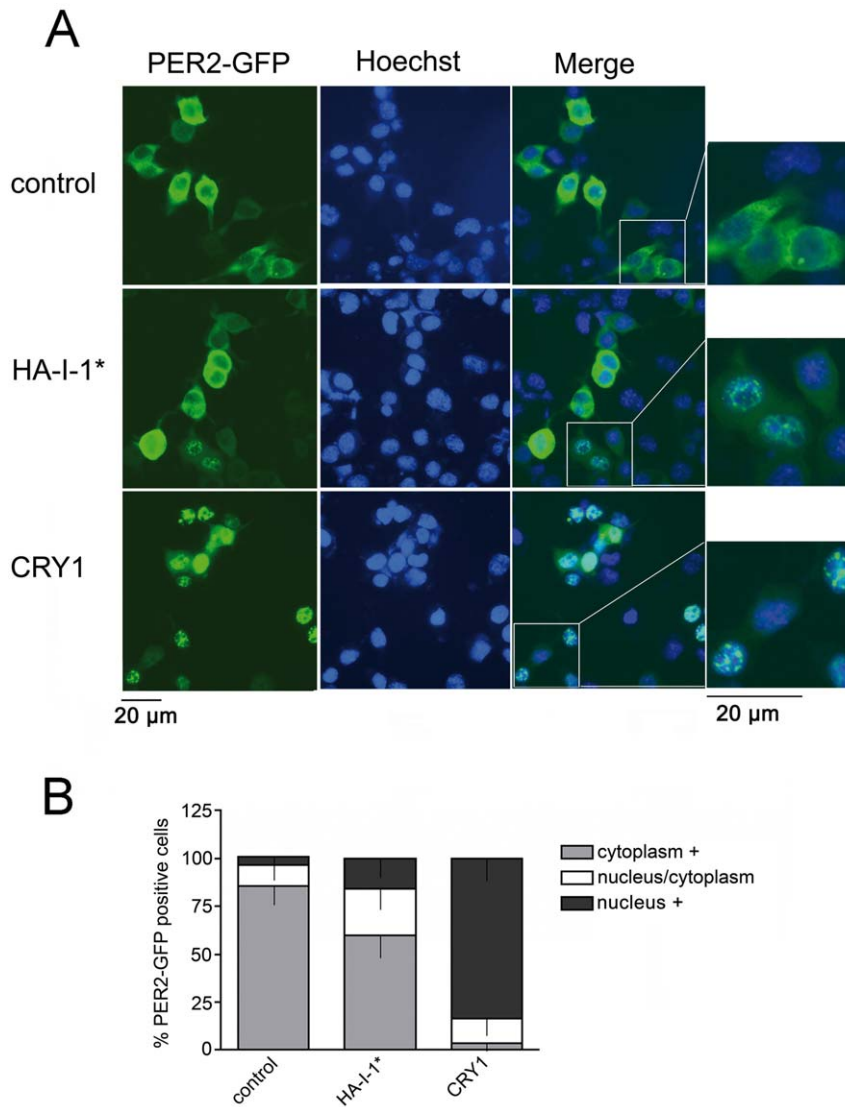 A
PER2-GFP Hoechst Merge
control
HA-I-1*
CRY1
20 µm 20 µm
B
% PER2-GFP positive cells
125
100
75
50
25
0
control HA-I-1* CRY1
cytoplasm +
nucleus/cytoplasm
nucleus +